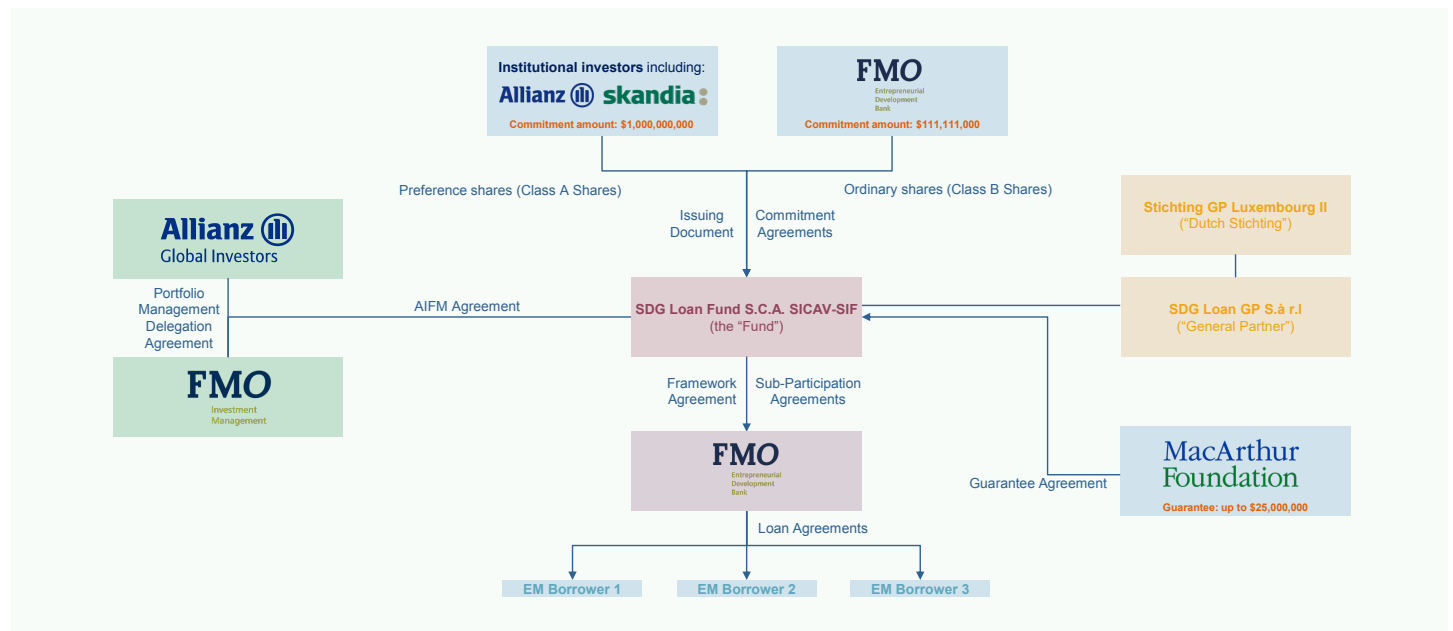 Institutional investors including:
Allianz skandia:
Commitment amount: $1,000,000,000
FMO
Entrepreneurial
Development
Bank
Commitment amount: $111,111,000
Preference shares (Class A Shares)
Ordinary shares (Class B Shares)
Issuing
Document
Commitment
Agreements
Stichting GP Luxembourg II
(“Dutch Stichting”)
Allianz
Global Investors
Portfolio
Management
Delegation
Agreement
AIFM Agreement
SDG Loan Fund S.C.A. SICAV-SIF
(the “Fund”)
SDG Loan GP S.à r.l
(“General Partner”)
FMO
Investment
Management
Framework
Agreement
Sub-Participation
Agreements
FMO
Entrepreneurial
Development
Bank
Guarantee Agreement
MacArthur
Foundation
Guarantee: up to $25,000,000
Loan Agreements
EM Borrower 1
EM Borrower 2
EM Borrower 3